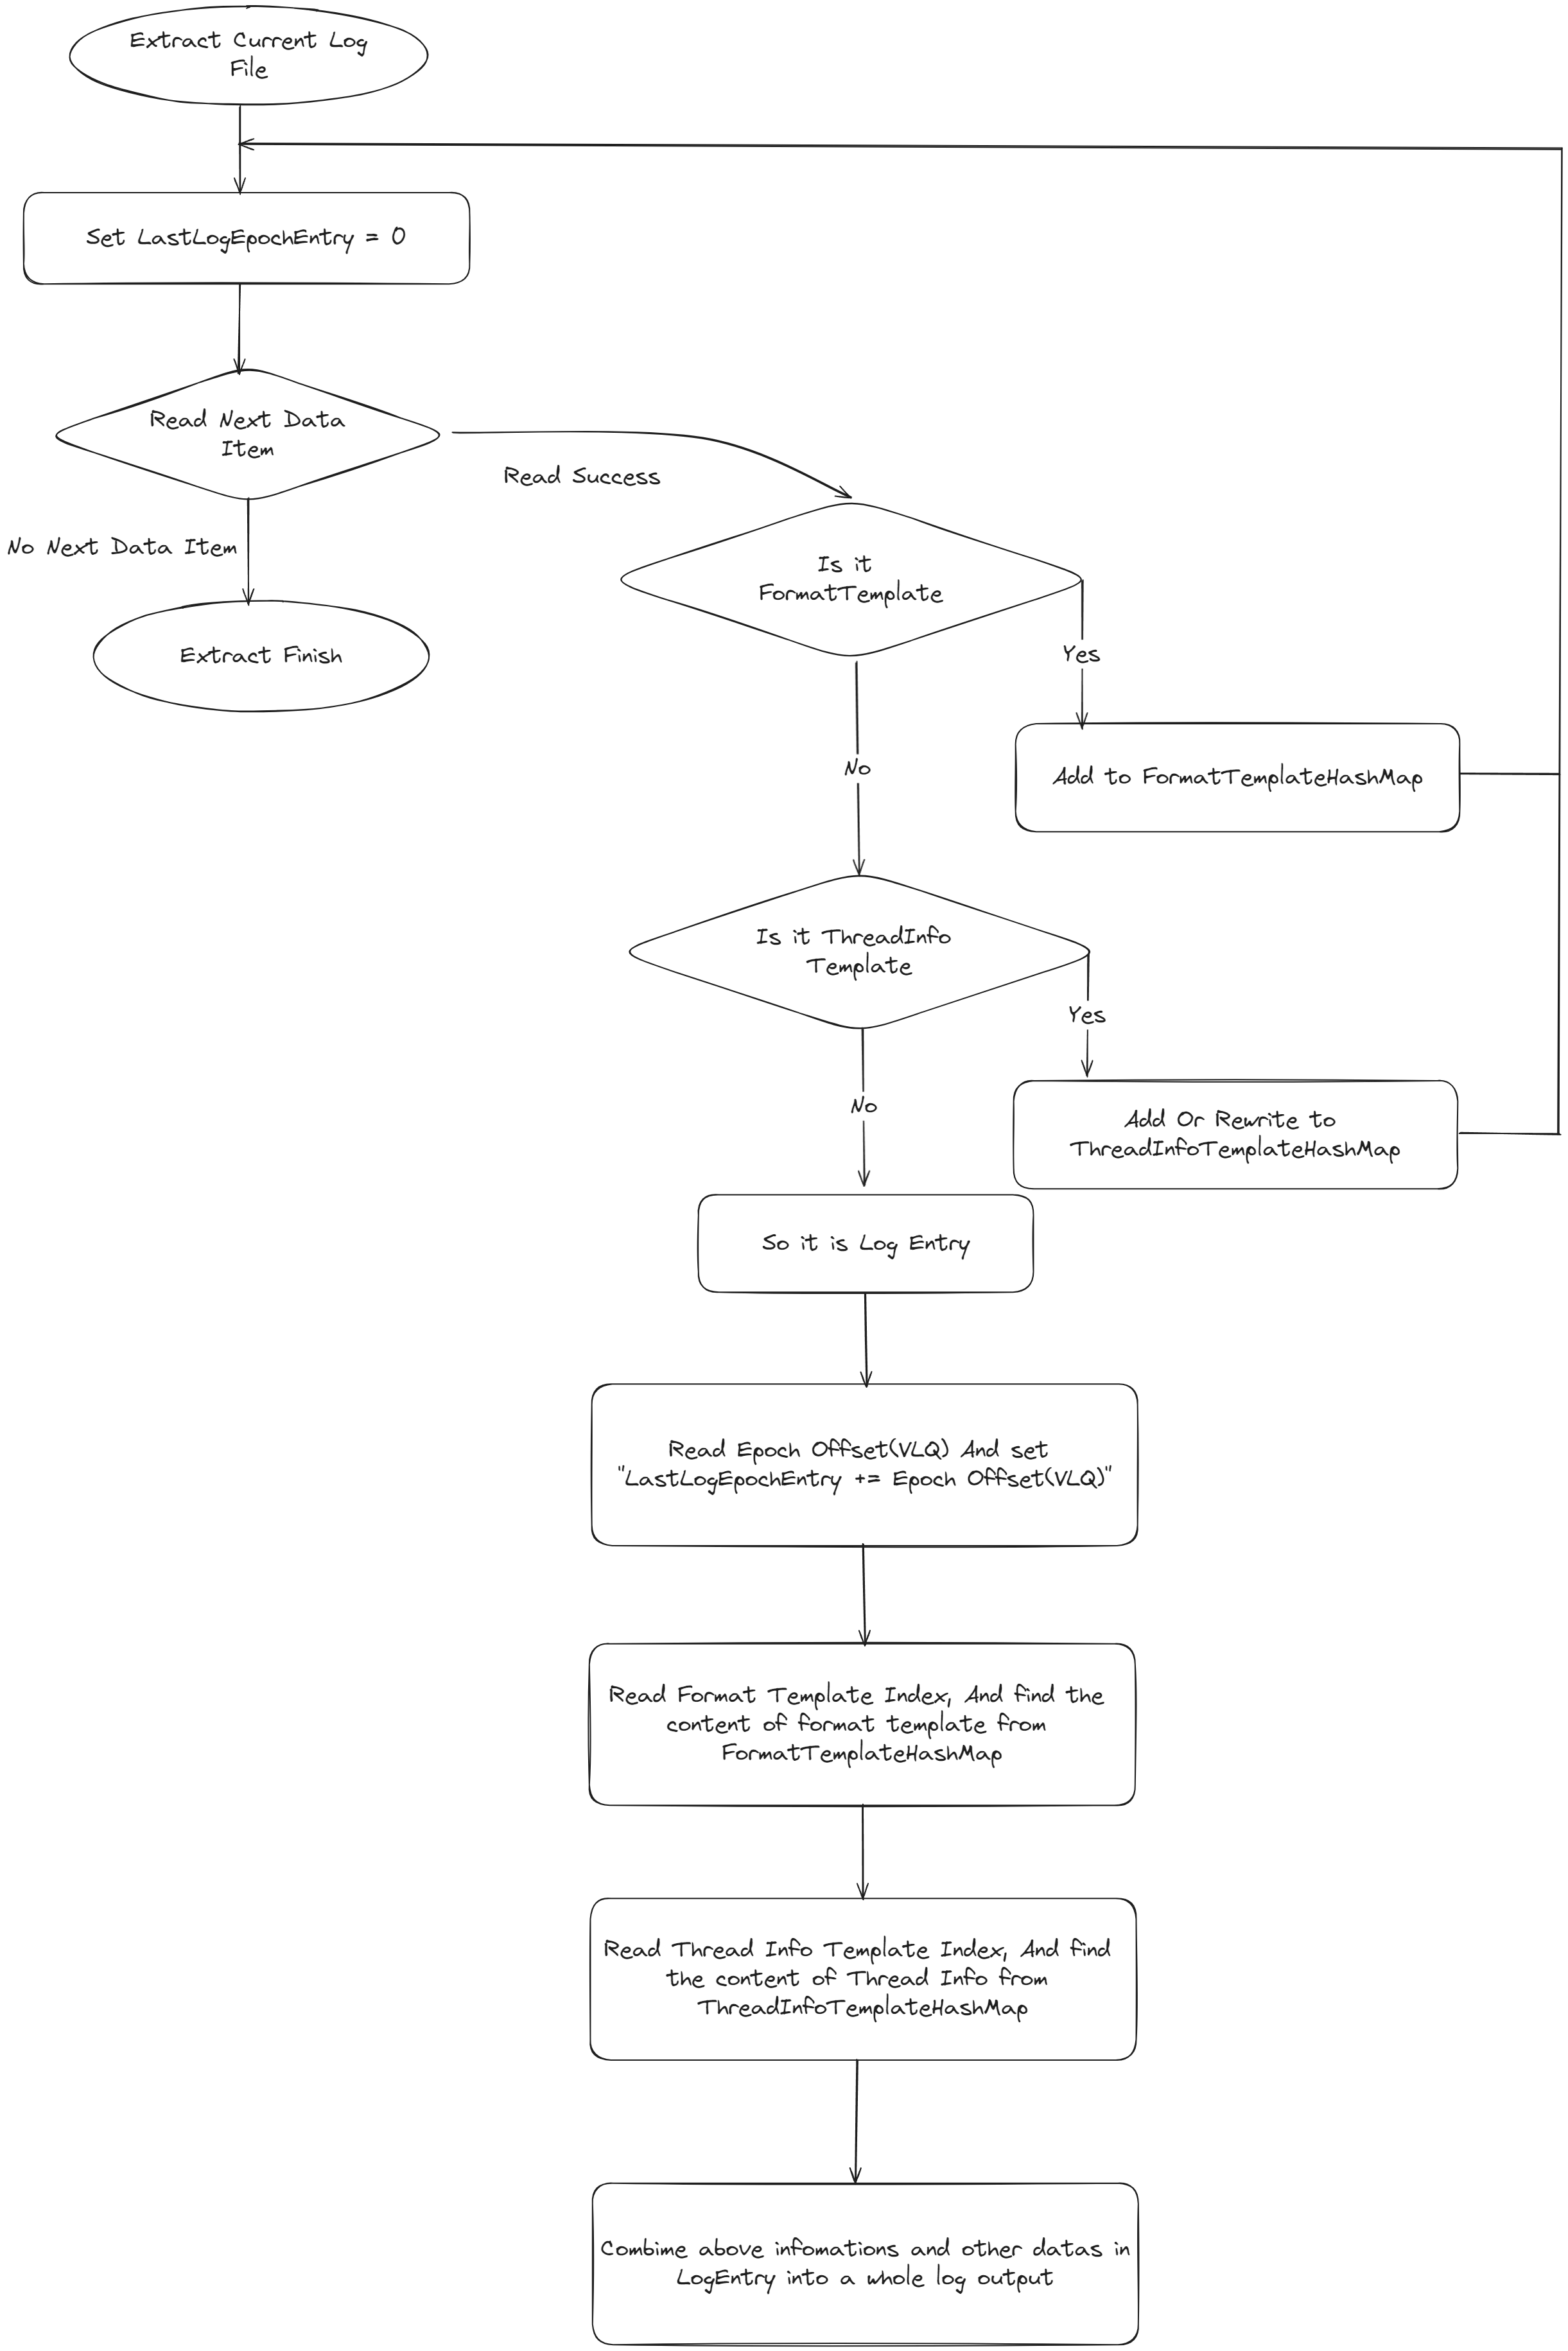 Extract Current Log
File
Set LastLogEpochEntry = 0
Read Next Data
Item
Read Success
No Next Data Item
Extract Finish
Is it
FormatTemplate
Yes
No
Add to FormatTemplateHashMap
Is it ThreadInfo
Template
Yes
No
Add Or Rewrite to
ThreadInfoTemplateHashMap
So it is Log Entry
Read Epoch Offset(VLQ) And set
"LastLogEpochEntry += Epoch Offset(VLQ)"
Read Format Template Index, And find the
content of format template from
FormatTemplateHashMap
Read Thread Info Template Index, And find
the content of Thread Info from
ThreadInfoTemplateHashMap
Combime above infomations and other datas in
LogEntry into a whole log output